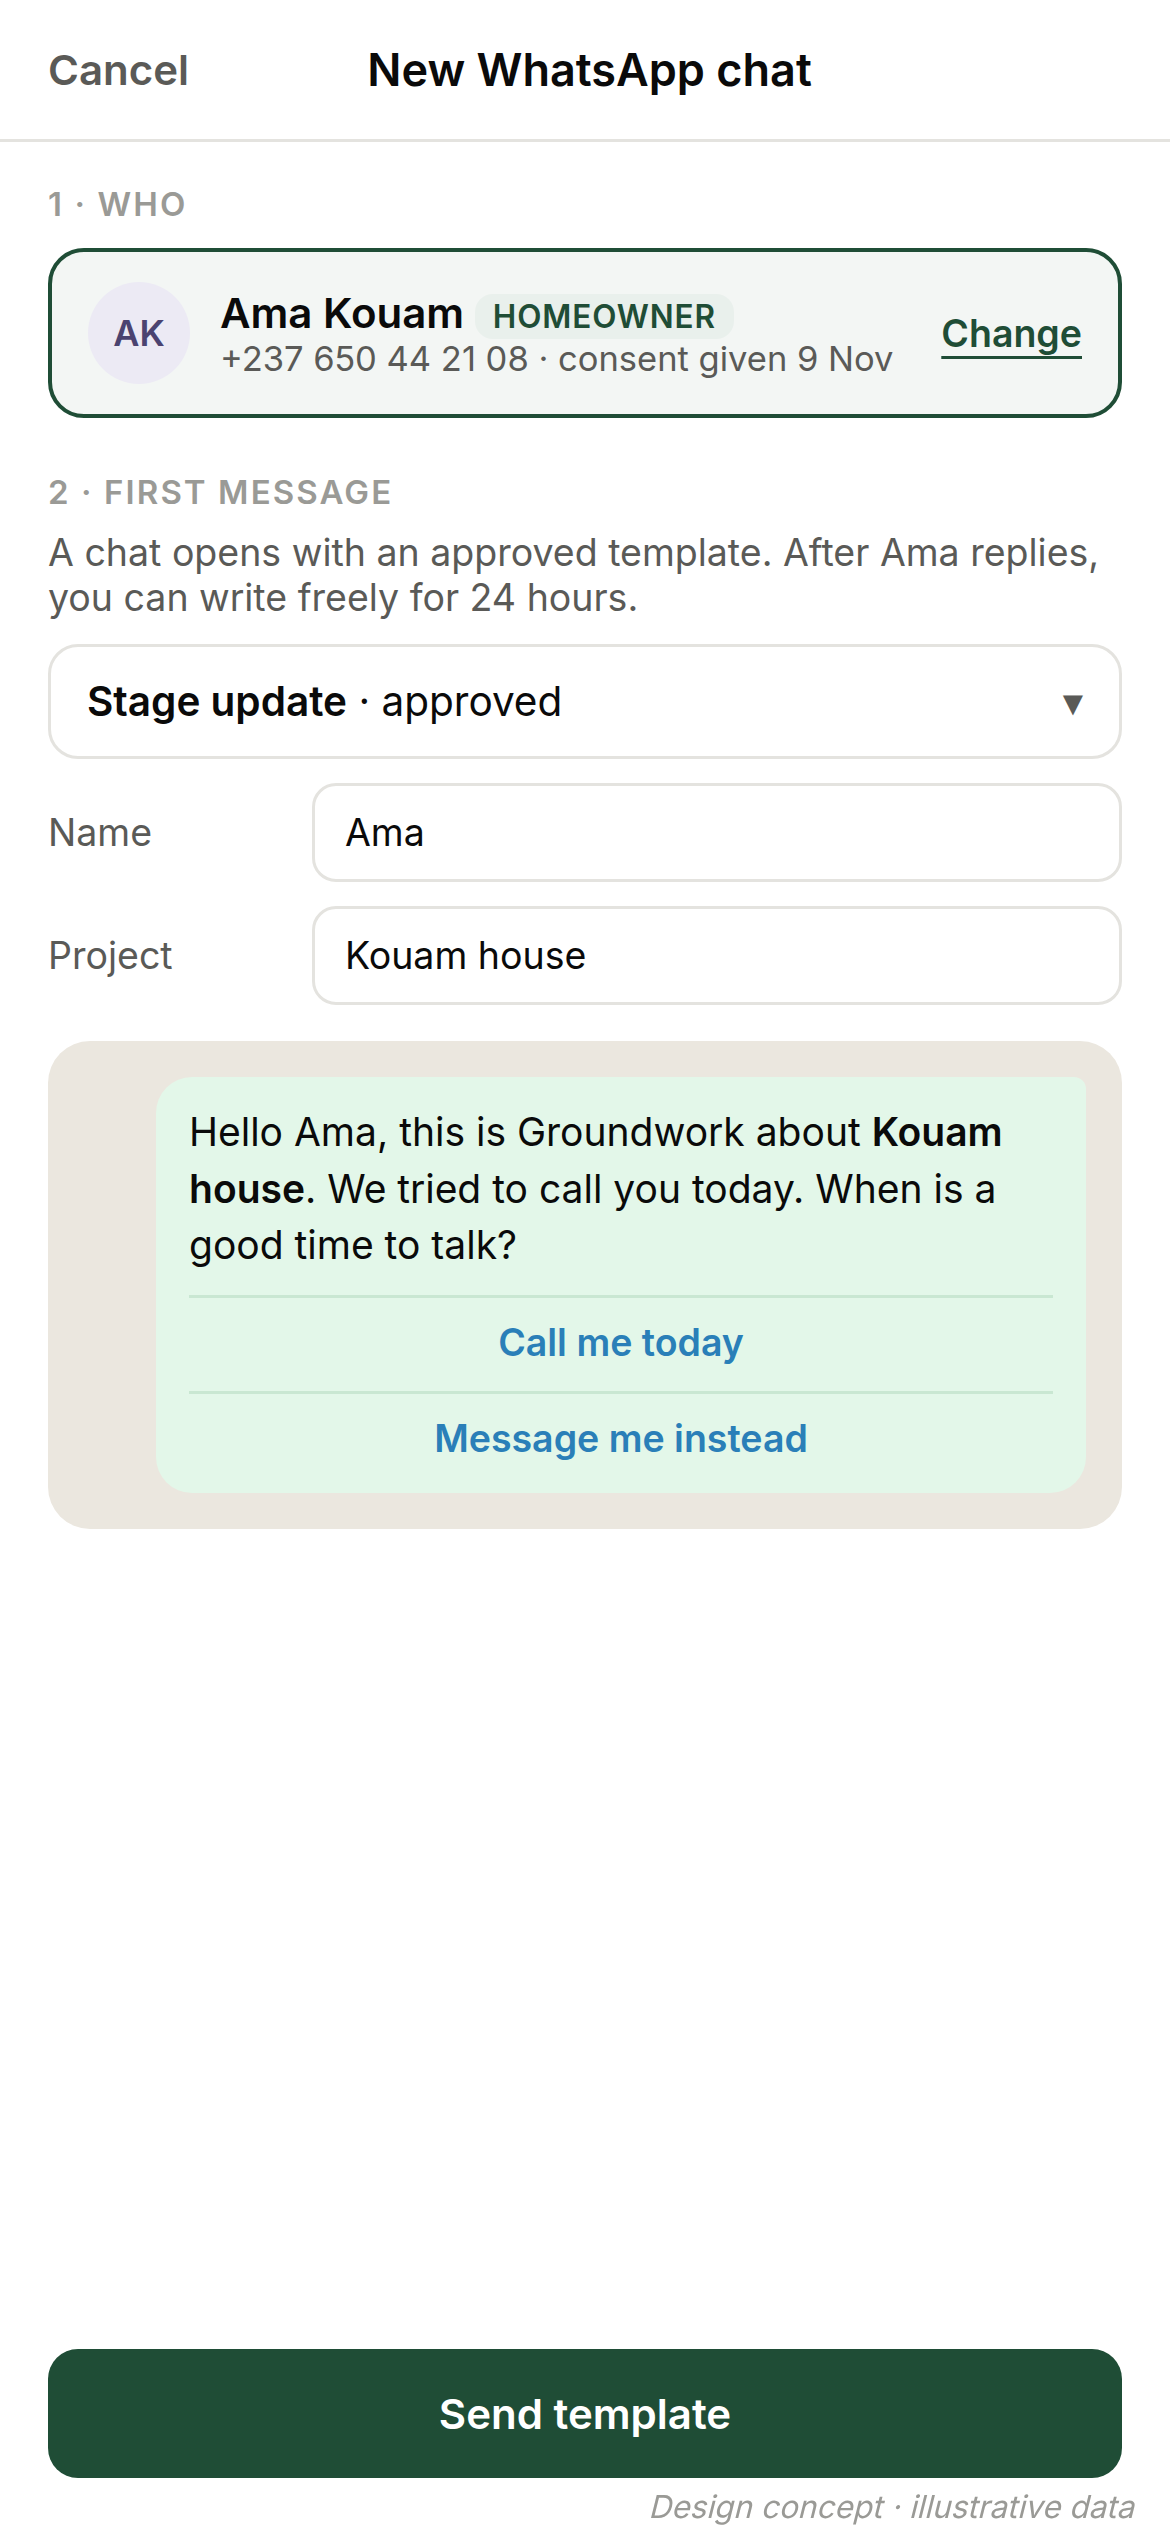 Cancel
New WhatsApp chat
1 · WHO
AK
Ama Kouam HOMEOWNER
+237 650 44 21 08 · consent given 9 Nov
Change
2 · FIRST MESSAGE
A chat opens with an approved template. After Ama replies,
you can write freely for 24 hours.
Stage update · approved ▼
Name
Ama
Project
Kouam house
Hello Ama, this is Groundwork about Kouam
house. We tried to call you today. When is a
good time to talk?
Call me today
Message me instead
Send template
Design concept · illustrative data